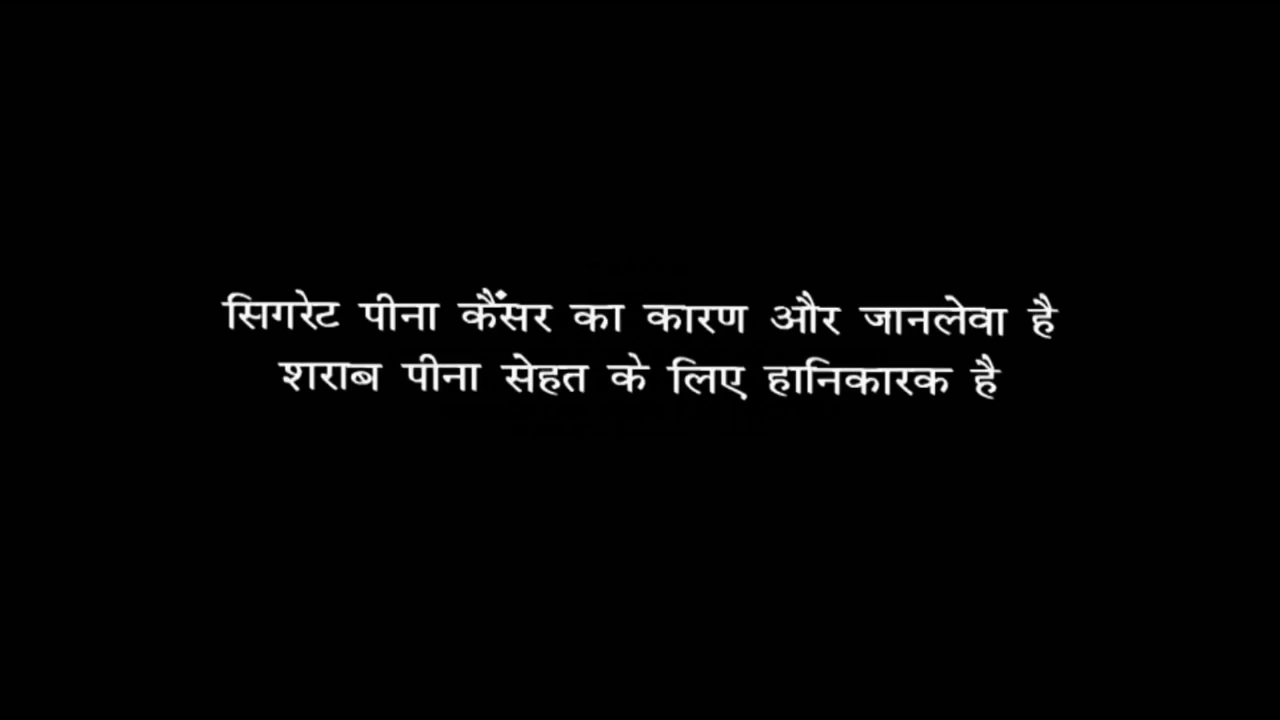 सिगरेट पीना कैंसर का कारण और जानलेवा है
शराब पीना सेहत के लिए हानिकारक है